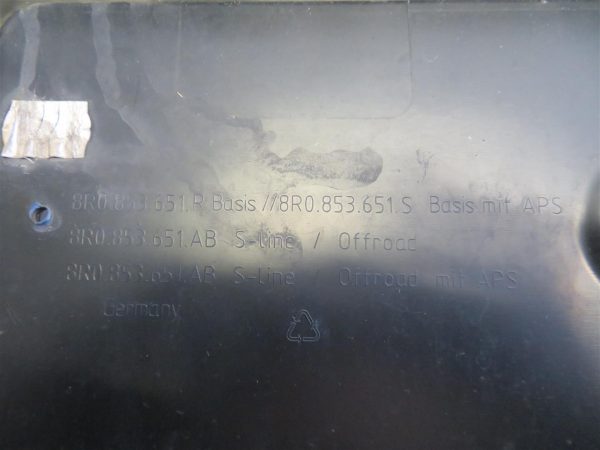 8R0.853.651.R Basis //8R0.853.651.S Basis mit APS
8R0.853.651.AB S-line / Offroad
8R0.853.651.AB S-line Offroad mit APS
Germany